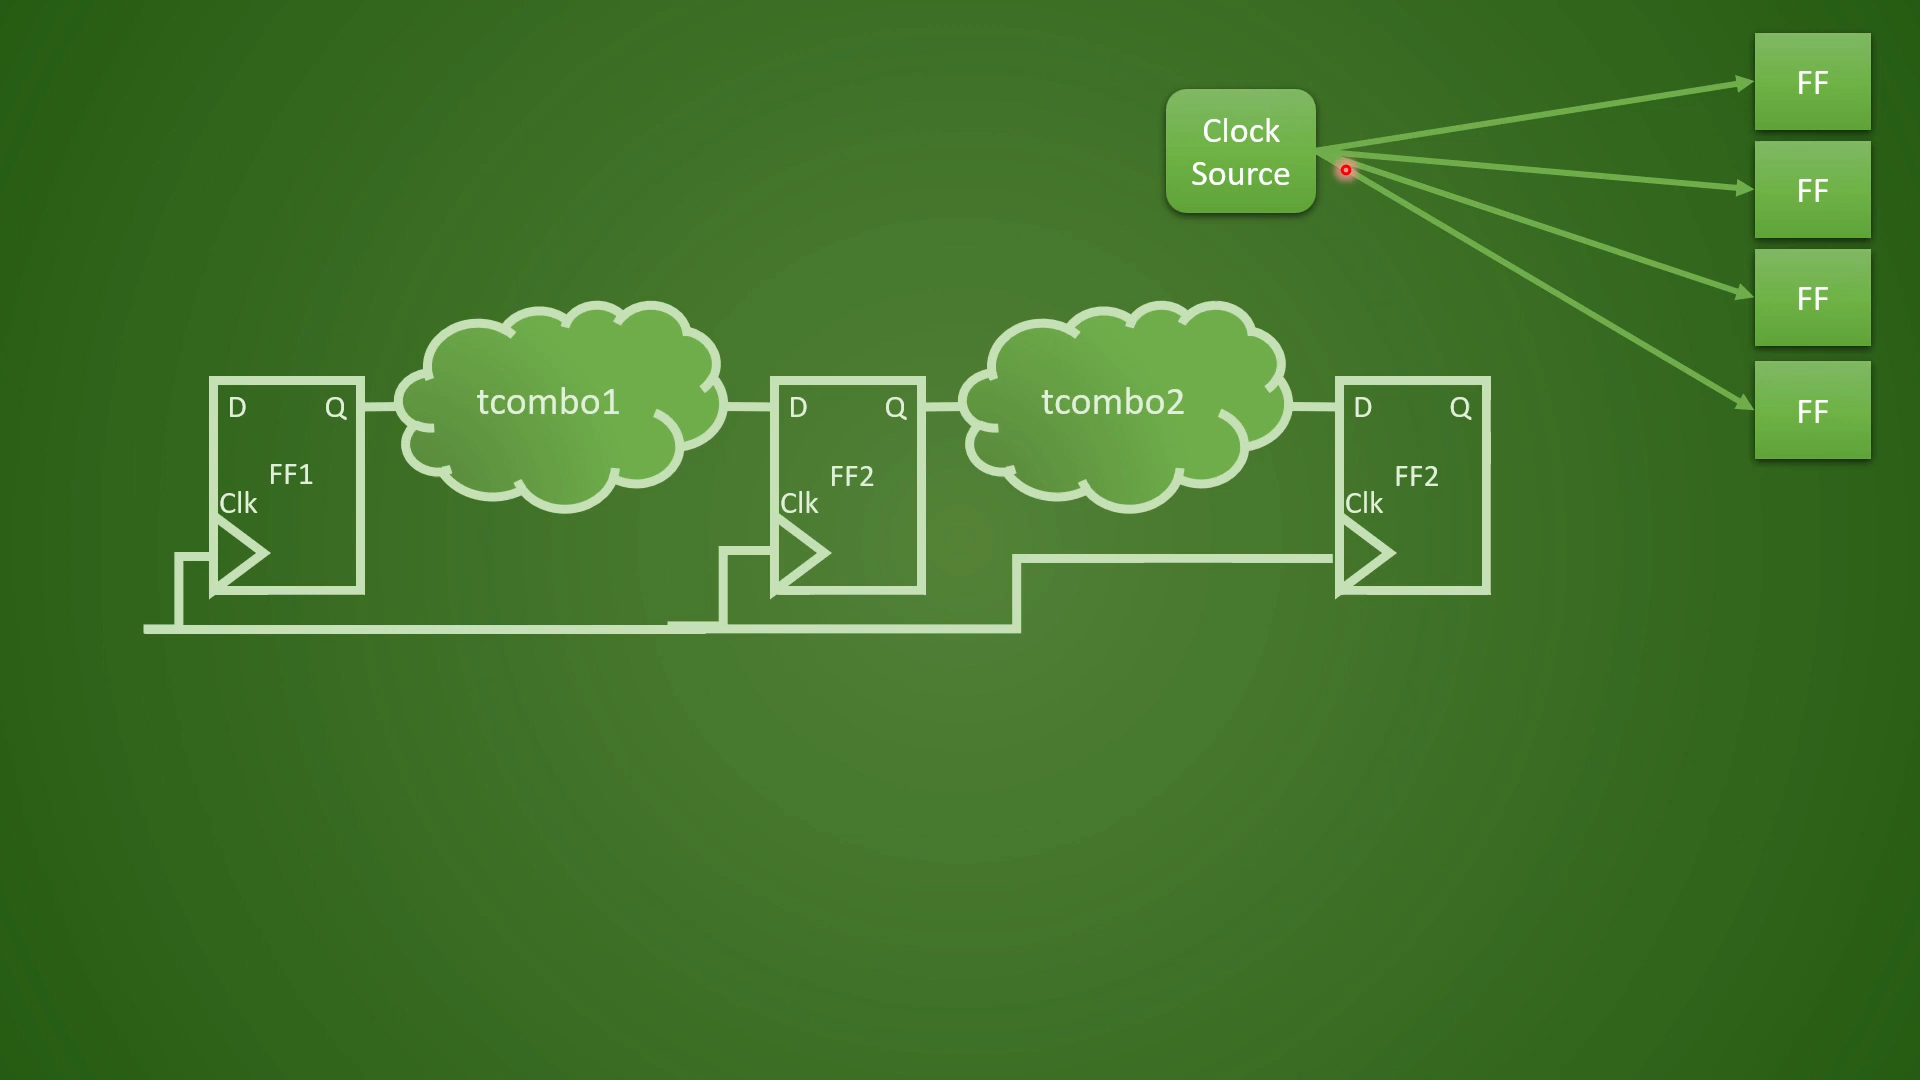 Clock
Source
FF
FF
FF
FF
D Q
FF1
Clk
tcombo1
D Q
FF2
Clk
tcombo2
D Q
FF2
Clk